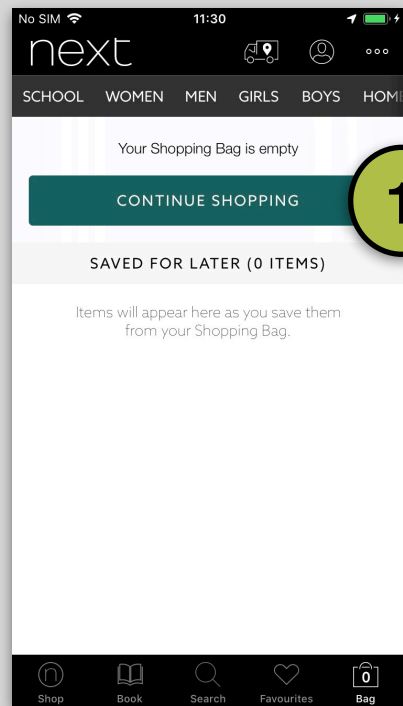 No SIM 11:30
next
SCHOOL WOMEN MEN GIRLS BOYS HOME
Your Shopping Bag is empty
CONTINUE SHOPPING
1
SAVED FOR LATER (0 ITEMS)
Items will appear here as you save them
from your Shopping Bag.
n 0
Shop Book Search Favourites Bag